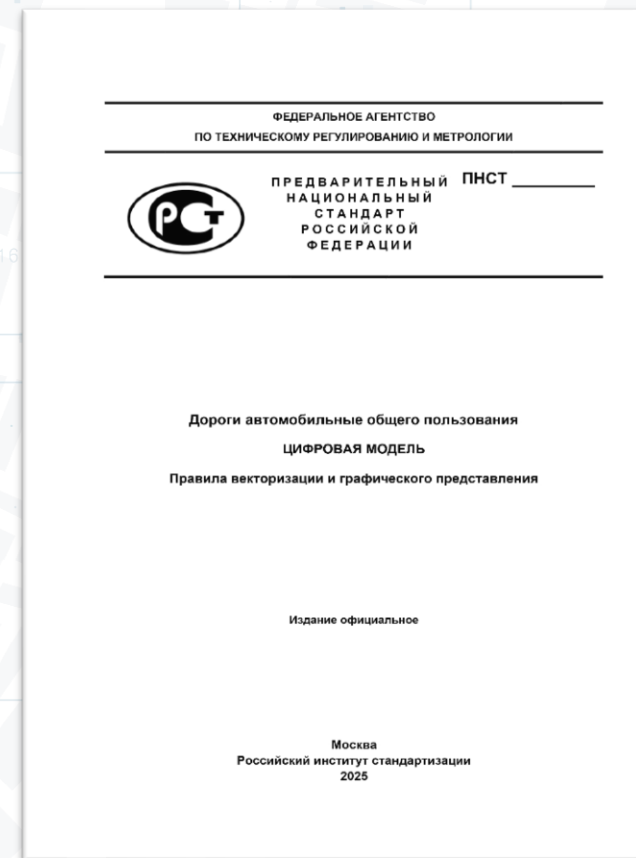 ФЕДЕРАЛЬНОЕ АГЕНТСТВО
ПО ТЕХНИЧЕСКОМУ РЕГУЛИРОВАНИЮ И МЕТРОЛОГИИ
РСТ
ПРЕДВАРИТЕЛЬНЫЙ
НАЦИОНАЛЬНЫЙ
СТАНДАРТ
РОССИЙСКОЙ
ФЕДЕРАЦИИ
ПНСТ
Дороги автомобильные общего пользования
ЦИФРОВАЯ МОДЕЛЬ
Правила векторизации и графического представления
Издание официальное
Москва
Российский институт стандартизации
2025